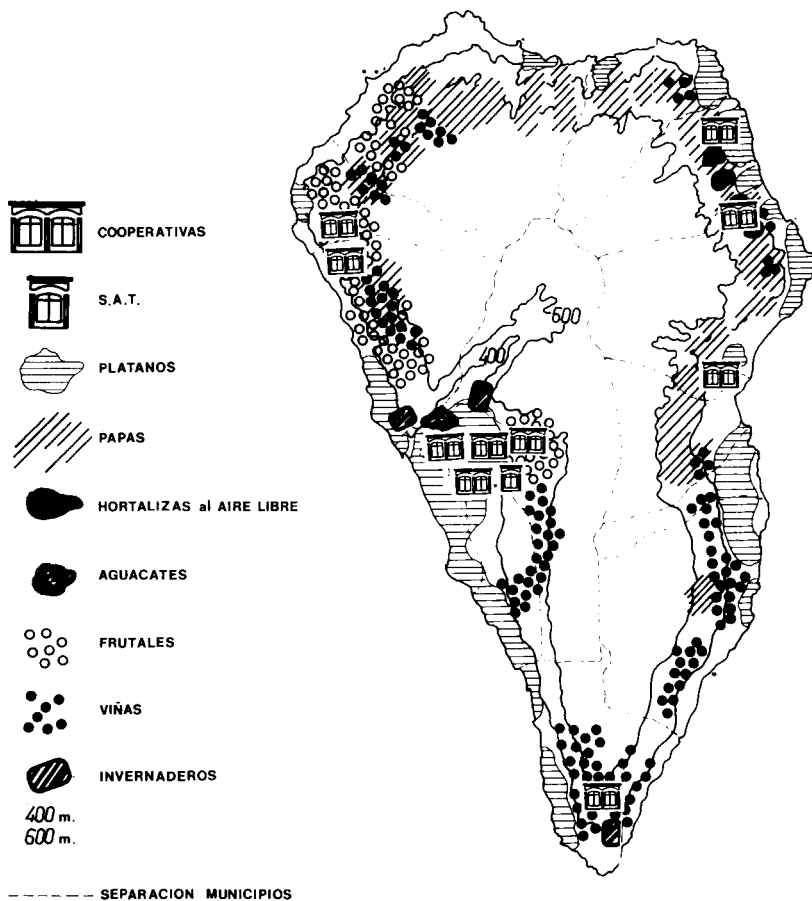 COOPERATIVAS
S.A.T.
PLATANOS
PAPAS
HORTALIZAS al AIRE LIBRE
AGUACATES
FRUTALES
VIÑAS
INVERNADEROS
400 m.
600 m.
SEPARACION MUNICIPIOS
600
400